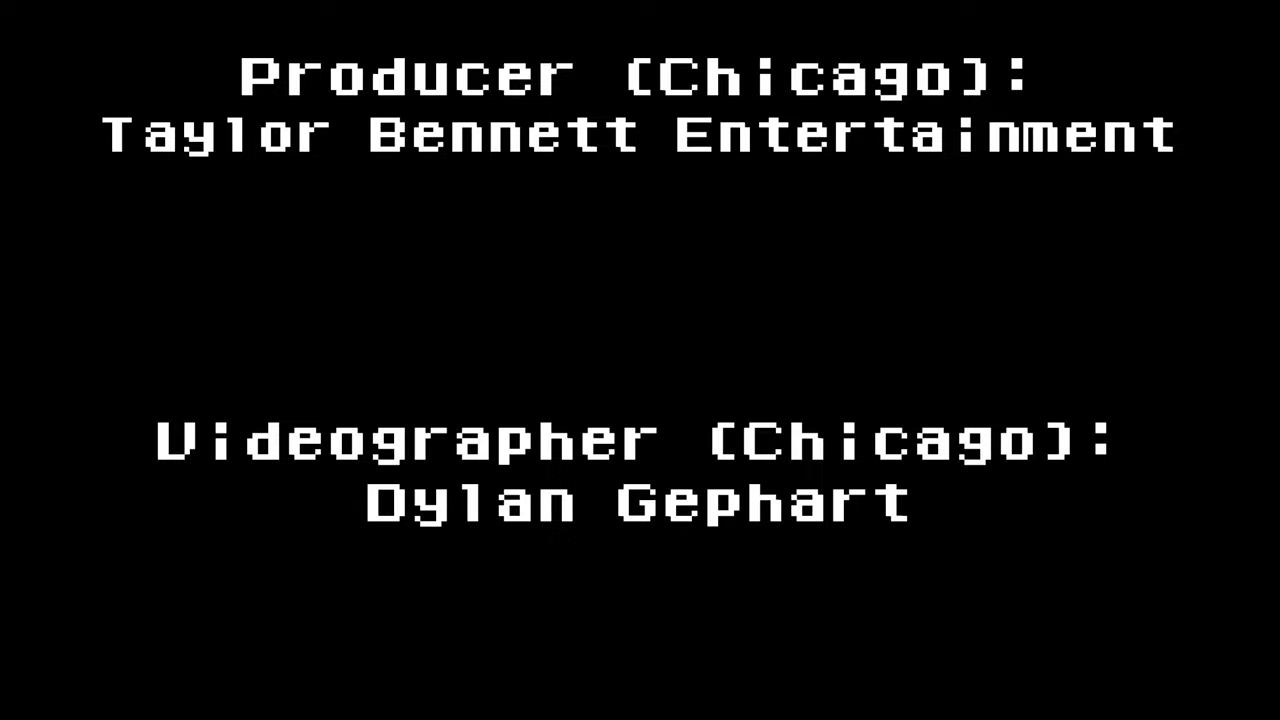 Producer (Chicago):
Taylor Bennett Entertainment
Videographer (Chicago):
Dylan Gephart